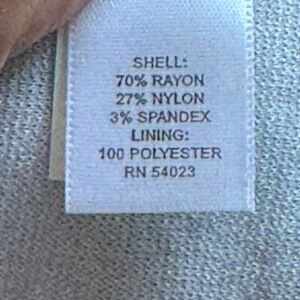 SHELL:
70% RAYON
27% NYLON
3% SPANDEX
LINING:
100 POLYESTER
RN 54023